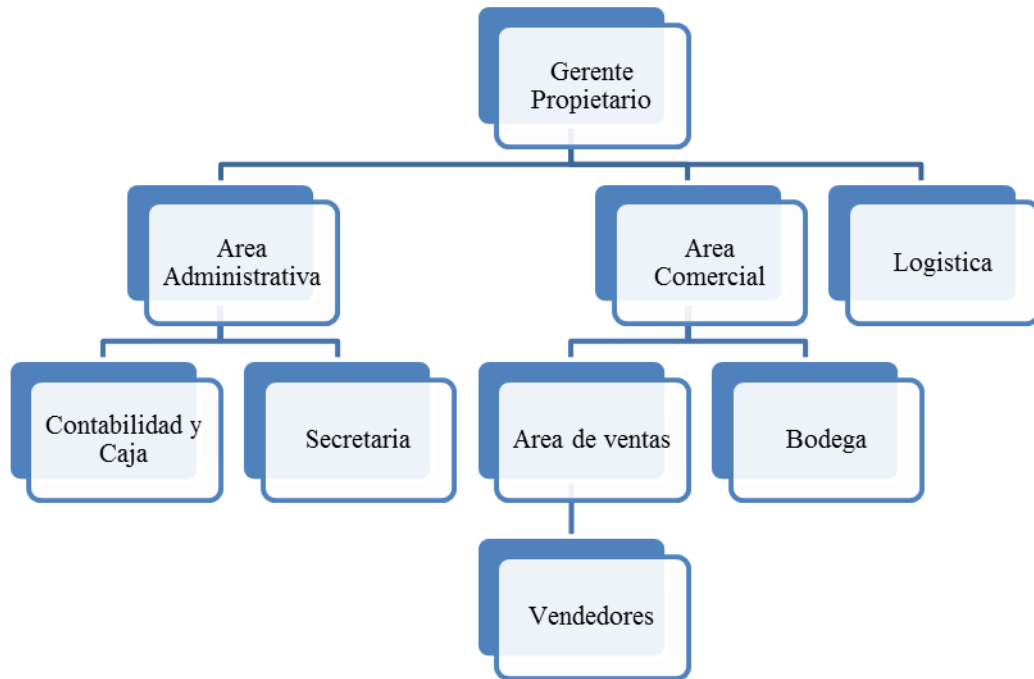 Gerente
Propietario
Area
Administrativa
Area
Comercial
Logistica
Contabilidad y
Caja
Secretaria
Area de ventas
Bodega
Vendedores